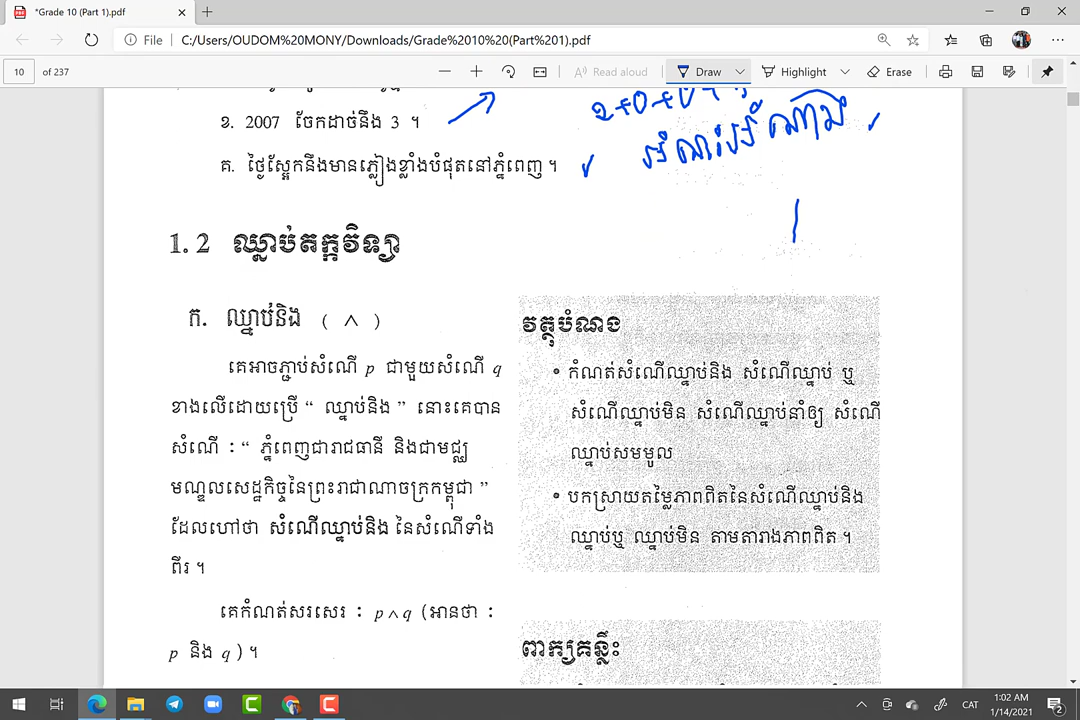 *Grade 10 (Part 1).pdf
File C:/Users/OUDOM%20MONY/Downloads/Grade%2010%20(Part%201).pdf
10 of 237 Read aloud Draw Highlight Erase
ខ. 2007 ចែកដាច់នឹង 3 ។
គ. ថ្ងៃស្អែកនឹងមានភ្លៀងខ្លាំងបំផុតនៅភ្នំពេញ ។
1. 2 ឈ្នាប់តក្កវិទ្យា
ក. ឈ្នាប់និង ( ∧ )
គេអាចភ្ជាប់សំណើ p ជាមួយសំណើ q
ខាងលើដោយប្រើ “ ឈ្នាប់និង ” នោះគេបាន
សំណើ : “ ភ្នំពេញជារាជធានី និងជាមជ្ឈ
មណ្ឌលសេដ្ឋកិច្ចនៃព្រះរាជាណាចក្រកម្ពុជា ”
ដែលហៅថា សំណើឈ្នាប់និង នៃសំណើទាំង
ពីរ ។
គេកំណត់សរសេរ : p ∧ q (អានថា :
p និង q ) ។
វត្ថុបំណង
• កំណត់សំណើឈ្នាប់និង សំណើឈ្នាប់ ឬ
សំណើឈ្នាប់មិន សំណើឈ្នាប់នាំឲ្យ សំណើ
ឈ្នាប់សមមូល
• បកស្រាយតម្លៃភាពពិតនៃសំណើឈ្នាប់និង
ឈ្នាប់ឬ ឈ្នាប់មិន តាមតារាងភាពពិត ។
ពាក្យគន្លឹះ
CAT
1:02 AM
1/14/2021
2